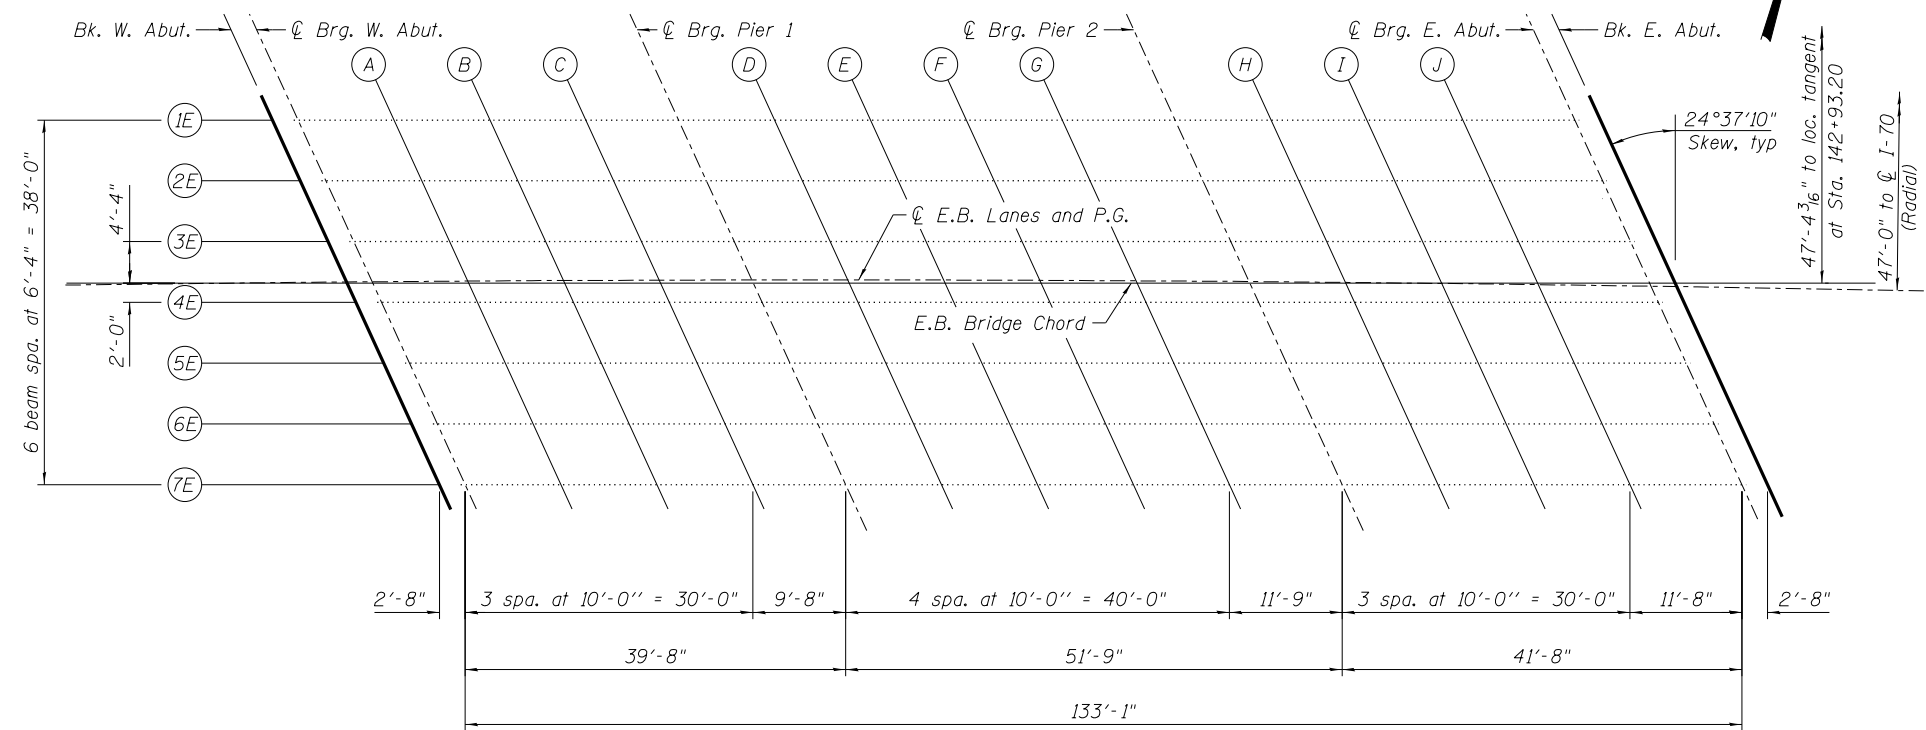 Bk. W. Abut.
℄ Brg. W. Abut.
℄ Brg. Pier 1
℄ Brg. Pier 2
℄ Brg. E. Abut.
Bk. E. Abut.
A
B
C
D
E
F
G
H
I
J
1E
2E
3E
4E
5E
6E
7E
6 beam spa. at 6'-4" = 38'-0"
4'-4"
2'-0"
24°37'10"
Skew, typ
47'-4 3/16" to loc. tangent
at Sta. 142+93.20
47'-0" to ℄ I-70
(Radial)
℄ E.B. Lanes and P.G.
E.B. Bridge Chord
2'-8"
3 spa. at 10'-0'' = 30'-0"
9'-8"
4 spa. at 10'-0'' = 40'-0"
11'-9"
3 spa. at 10'-0'' = 30'-0"
11'-8"
2'-8"
39'-8"
51'-9"
41'-8"
133'-1"